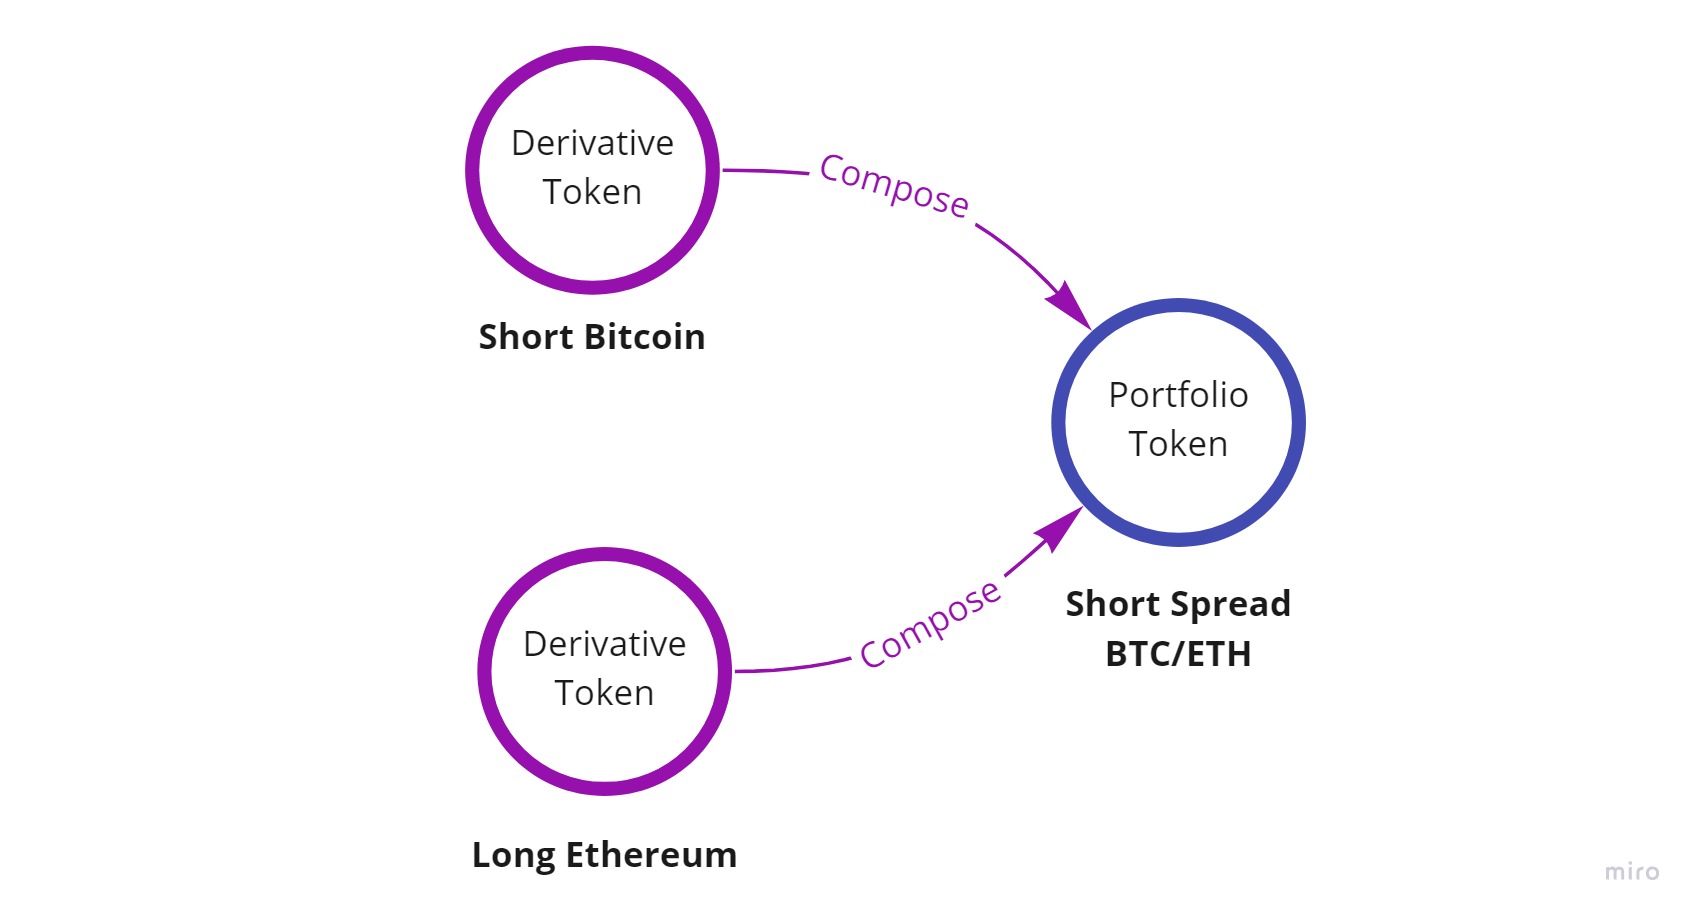 Derivative
Token
Short Bitcoin
Compose
Portfolio
Token
Short Spread
BTC/ETH
Derivative
Token
Long Ethereum
Compose
miro